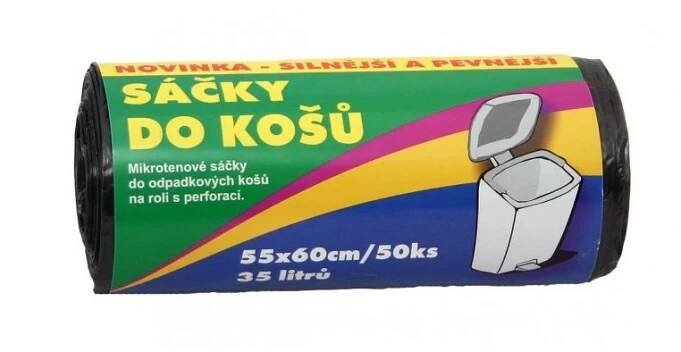 NOVINKA - SILNĚJŠÍ A PEVNĚJŠÍ
SÁČKY
DO KOŠŮ
Mikrotenové sáčky
do odpadkových košů
na roli s perforací.
55x60cm/50ks
35 litrů